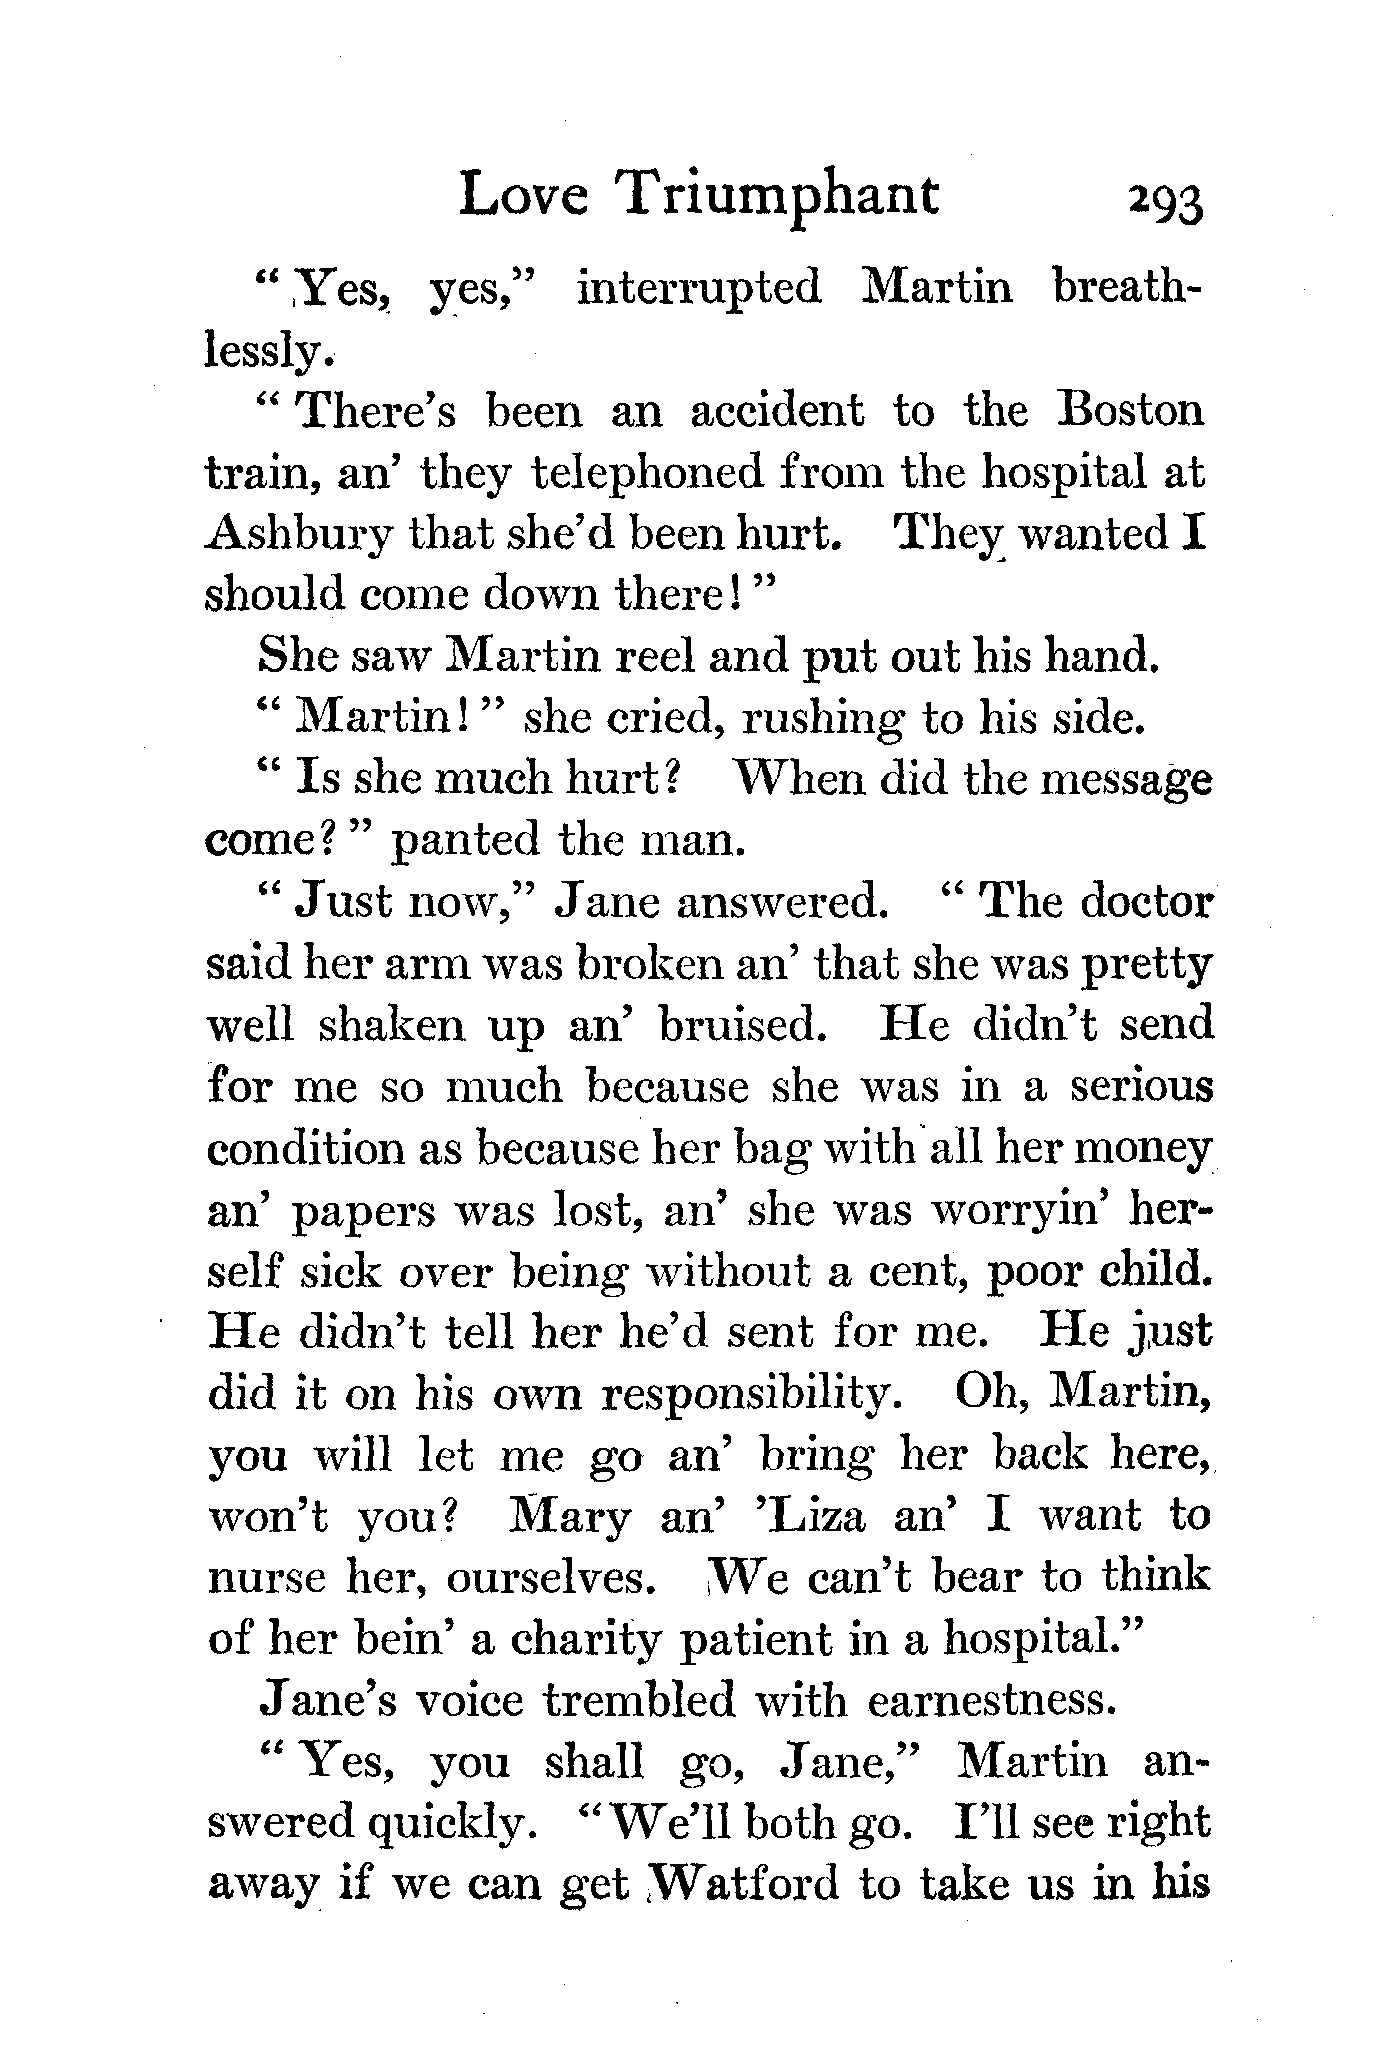 Love Triumphant 293
" Yes, yes," interrupted Martin breath-
lessly.
" There's been an accident to the Boston
train, an' they telephoned from the hospital at
Ashbury that she'd been hurt. They wanted I
should come down there! "
She saw Martin reel and put out his hand.
" Martin! " she cried, rushing to his side.
" Is she much hurt? When did the message
come? " panted the man.
" Just now," Jane answered. " The doctor
said her arm was broken an' that she was pretty
well shaken up an' bruised. He didn't send
for me so much because she was in a serious
condition as because her bag with all her money
an' papers was lost, an' she was worryin' her-
self sick over being without a cent, poor child.
He didn't tell her he'd sent for me. He just
did it on his own responsibility. Oh, Martin,
you will let me go an' bring her back here,
won't you? Mary an' 'Liza an' I want to
nurse her, ourselves. We can't bear to think
of her bein' a charity patient in a hospital."
Jane's voice trembled with earnestness.
" Yes, you shall go, Jane," Martin an-
swered quickly. "We'll both go. I'll see right
away if we can get Watford to take us in his